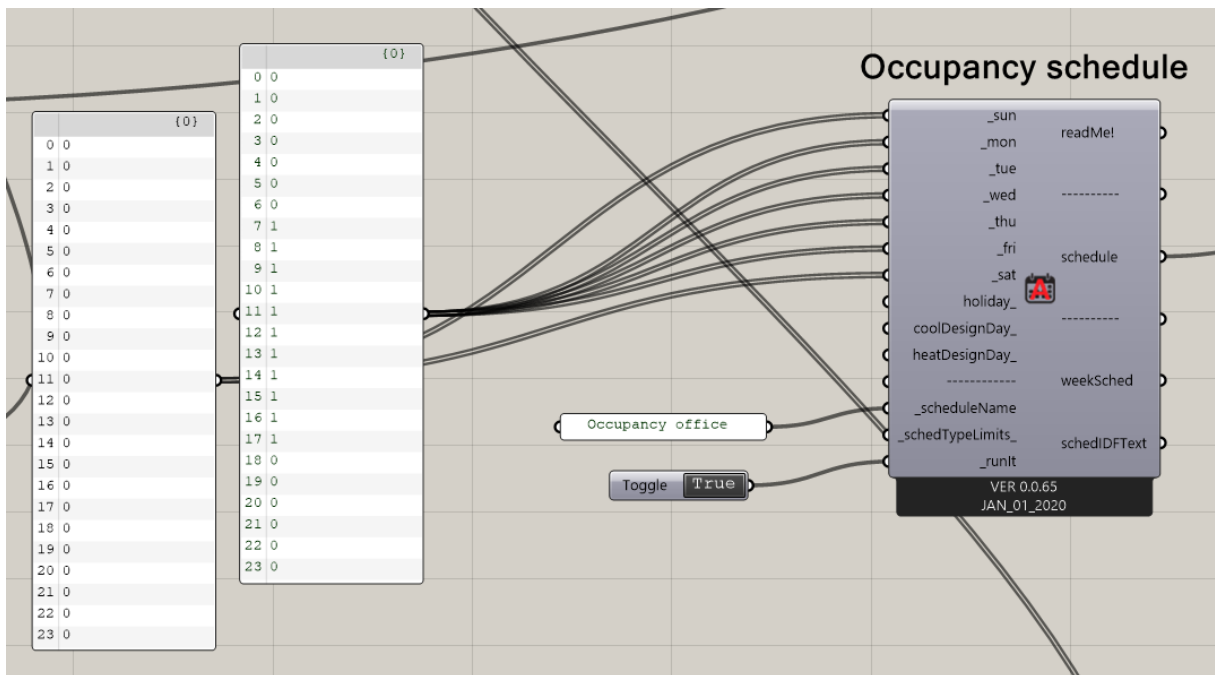 {0}
0 0
1 0
2 0
3 0
4 0
5 0
6 0
7 0
8 0
9 0
10 0
11 0
12 0
13 0
14 0
15 0
16 0
17 0
18 0
19 0
20 0
21 0
22 0
23 0
{0}
0 0
1 0
2 0
3 0
4 0
5 0
6 0
7 1
8 1
9 1
10 1
11 1
12 1
13 1
14 1
15 1
16 1
17 1
18 0
19 0
20 0
21 0
22 0
23 0
Occupancy office
Toggle True
Occupancy schedule
_sun
_mon
_tue
_wed
_thu
_fri
_sat
holiday_
coolDesignDay_
heatDesignDay_
------------
_scheduleName
_schedTypeLimits_
_runIt
A
readMe!
----------
schedule
----------
weekSched
schedIDFText
VER 0.0.65
JAN_01_2020